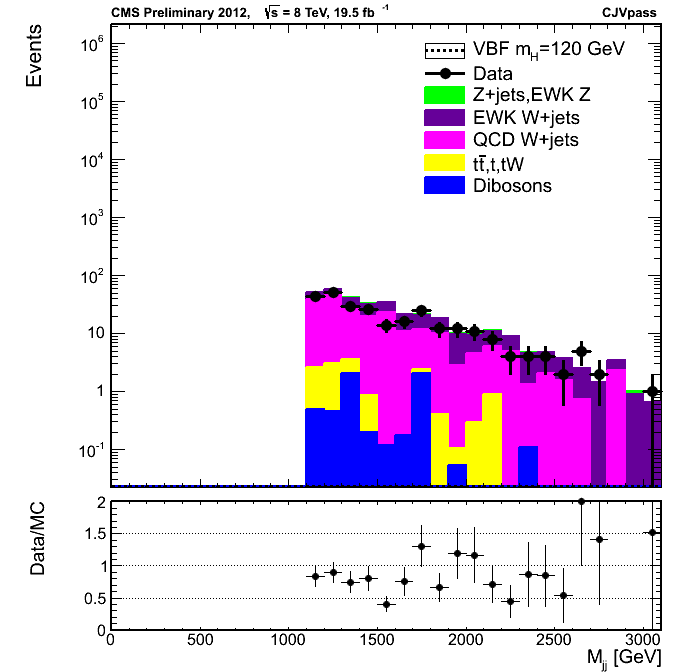 CMS Preliminary 2012, √s = 8 TeV, 19.5 fb⁻¹ CJVpass
Events
10⁶
10⁵
10⁴
10³
10²
10
1
10⁻¹
VBF m_H=120 GeV
Data
Z+jets,EWK Z
EWK W+jets
QCD W+jets
tt̄,t,tW
Dibosons
Data/MC
2
1.5
1
0.5
0
0 500 1000 1500 2000 2500 3000
M_jj [GeV]